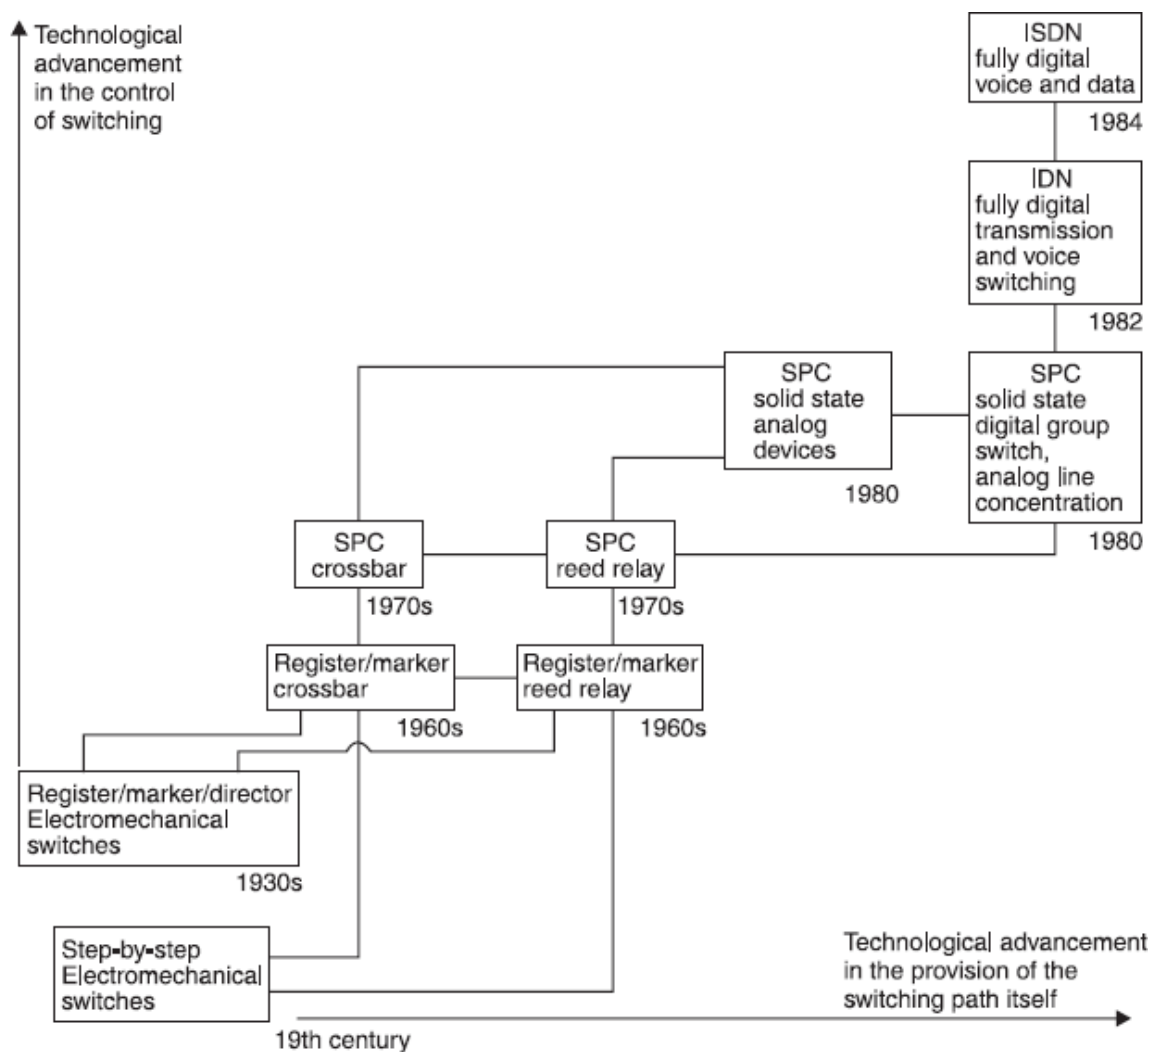 Technological
advancement
in the control
of switching
ISDN
fully digital
voice and data
1984
IDN
fully digital
transmission
and voice
switching
1982
SPC
solid state
analog
devices
1980
SPC
solid state
digital group
switch,
analog line
concentration
1980
SPC
crossbar
1970s
SPC
reed relay
1970s
Register/marker
crossbar
1960s
Register/marker
reed relay
1960s
Register/marker/director
Electromechanical
switches
1930s
Step-by-step
Electromechanical
switches
19th century
Technological advancement
in the provision of the
switching path itself